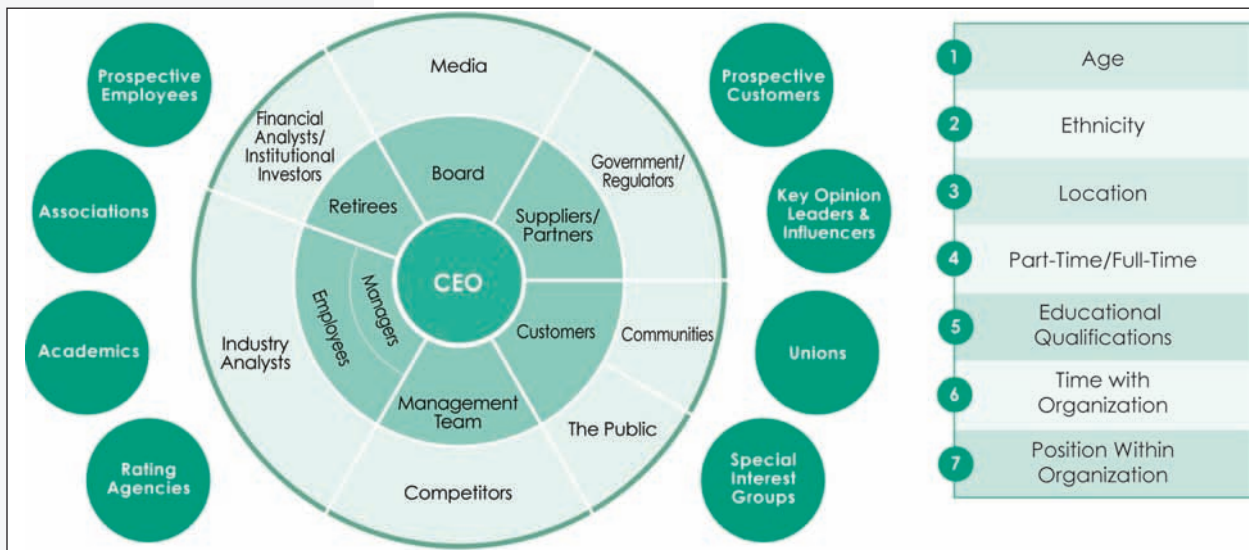 Prospective
Employees
Associations
Academics
Rating
Agencies
Media
Financial
Analysts/
Institutional
Investors
Government/
Regulators
Board
Retirees
Suppliers/
Partners
CEO
Managers
Employees
Customers
Communities
Industry
Analysts
Management
Team
The Public
Competitors
Prospective
Customers
Key Opinion
Leaders &
Influencers
Unions
Special
Interest
Groups
1 Age
2 Ethnicity
3 Location
4 Part-Time/Full-Time
5 Educational
Qualifications
6 Time with
Organization
7 Position Within
Organization